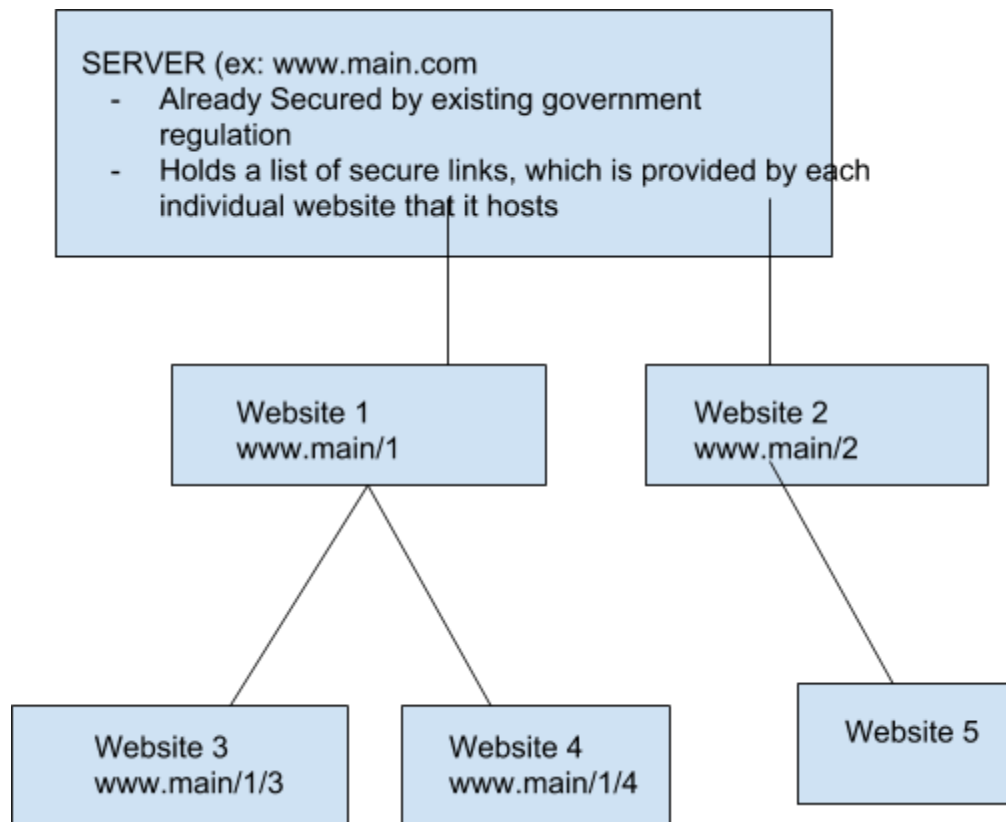 SERVER (ex: www.main.com
- Already Secured by existing government
regulation
- Holds a list of secure links, which is provided by each
individual website that it hosts
Website 1
www.main/1
Website 2
www.main/2
Website 3
www.main/1/3
Website 4
www.main/1/4
Website 5